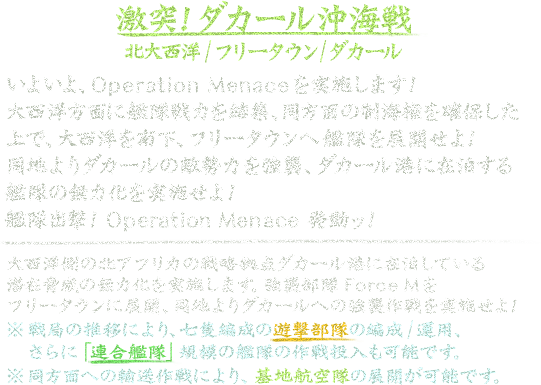 激突！ダカール沖海戦
北大西洋/フリータウン/ダカール
いよいよ、Operation Menaceを実施します！
大西洋方面に艦隊戦力を結集、同方面の制海権を確保した
上で、大西洋を南下、フリータウンへ艦隊を展開せよ！
同地よりダカールの敵勢力を強襲、ダカール港に在泊する
艦隊の無力化を実施せよ！
艦隊出撃！ Operation Menace 発動ッ！
大西洋側の北アフリカの戦略拠点ダカール港に在泊している
潜在脅威の無力化を実施します。強襲部隊Force Mを
フリータウンに展開、同地よりダカールへの強襲作戦を実施せよ！
※戦局の推移により、七隻編成の遊撃部隊の編成/運用、
さらに「連合艦隊」規模の艦隊の作戦投入も可能です。
※同方面への輸送作戦により、基地航空隊の展開が可能です。